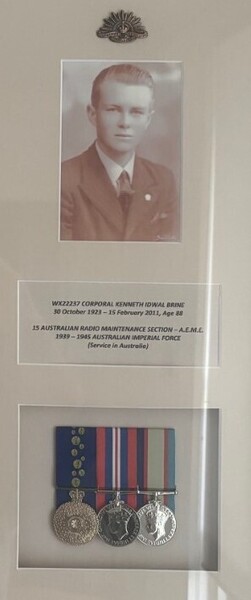 WX22237 CORPORAL KENNETH IDWAL BRINE
30 October 1923 – 15 February 2011, Age 88
15 AUSTRALIAN RADIO MAINTENANCE SECTION – A.E.M.E.
1939 – 1945 AUSTRALIAN IMPERIAL FORCE
(Service in Australia)